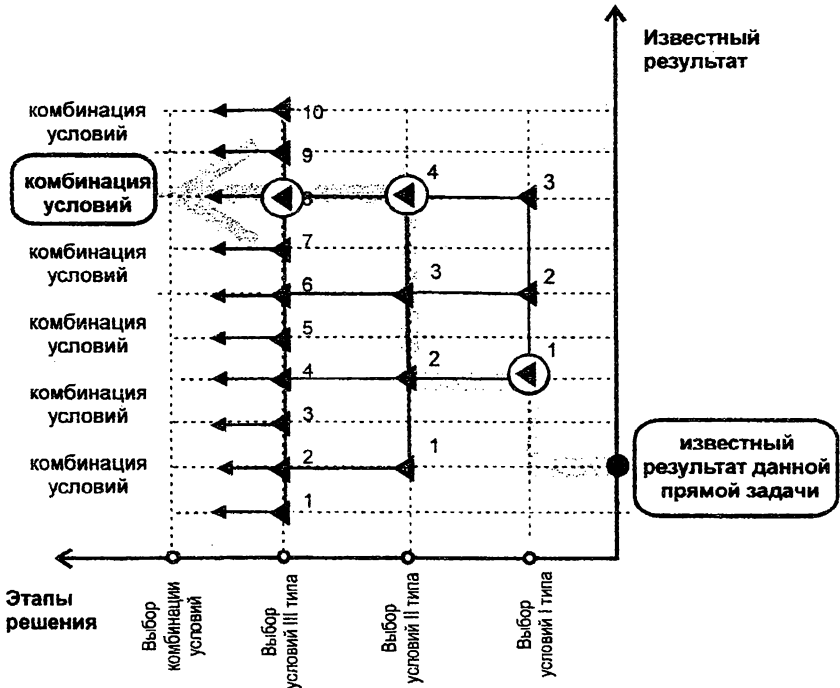 Известный
результат
комбинация
условий
комбинация
условий
комбинация
условий
комбинация
условий
комбинация
условий
комбинация
условий
10
9
8
7
6
5
4
3
2
1
4
3
2
1
3
2
1
известный
результат данной
прямой задачи
Этапы
решения
Выбор
комбинации
условий
Выбор
условий III типа
Выбор
условий II типа
Выбор
условий I типа